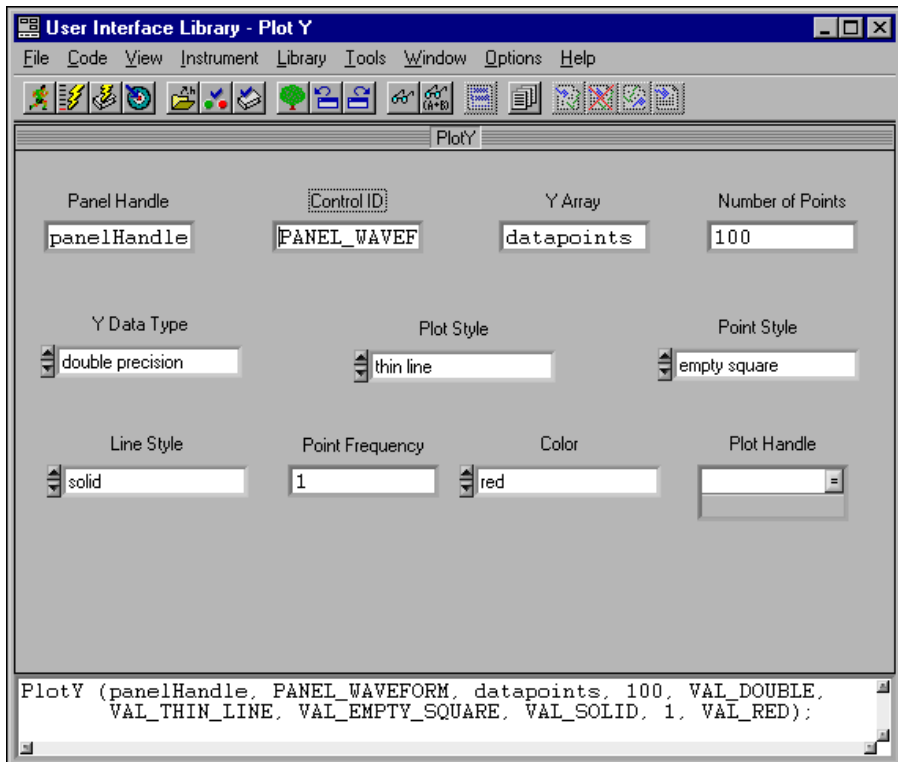 User Interface Library - Plot Y
File Code View Instrument Library Tools Window Options Help
PlotY
Panel Handle Control ID Y Array Number of Points
panelHandle PANEL_WAVEF datapoints 100
Y Data Type Plot Style Point Style
double precision thin line empty square
Line Style Point Frequency Color Plot Handle
solid 1 red
PlotY (panelHandle, PANEL_WAVEFORM, datapoints, 100, VAL_DOUBLE,
VAL_THIN_LINE, VAL_EMPTY_SQUARE, VAL_SOLID, 1, VAL_RED);